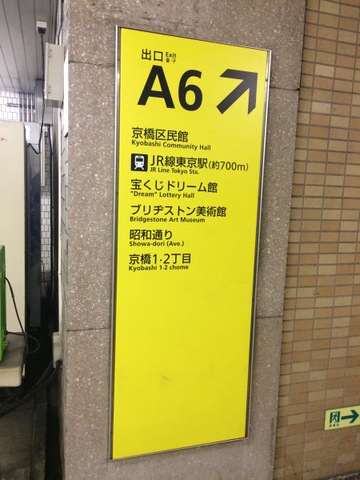 出口 Exit 출구
A6
京橋区民館
Kyobashi Community Hall
JR線東京駅(約700m)
JR Line Tokyo Sta.
宝くじドリーム館
"Dream" Lottery Hall
ブリヂストン美術館
Bridgestone Art Museum
昭和通り
Showa-dori (Ave.)
京橋1·2丁目
Kyobashi 1·2 chome